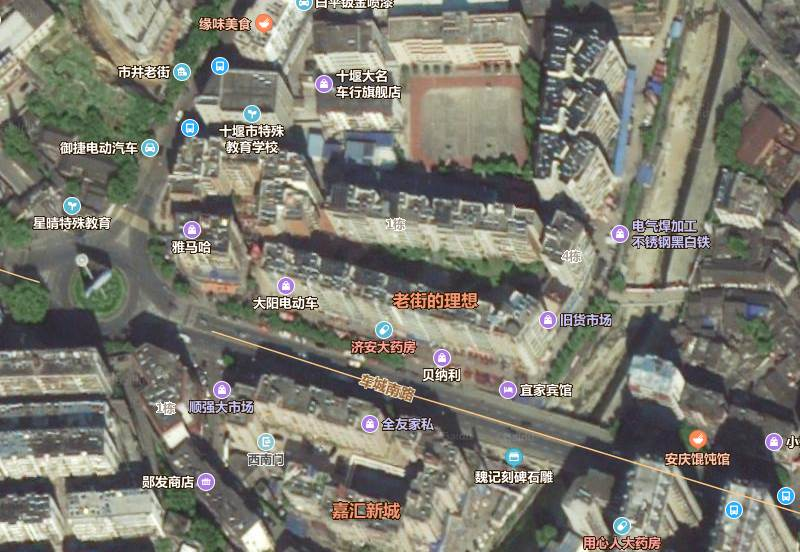 白平钣金喷漆
缘味美食
市井老街
十堰大名
车行旗舰店
十堰市特殊
教育学校
御捷电动汽车
星晴特殊教育
1栋
电气焊加工
不锈钢黑白铁
雅马哈
4栋
大阳电动车
老街的理想
旧货市场
济安大药房
贝纳利
车城南路
宜家宾馆
1栋
顺强大市场
全友家私
安庆馄饨馆
小
西南门
魏记刻碑石雕
郧发商店
嘉汇新城
用心人大药房